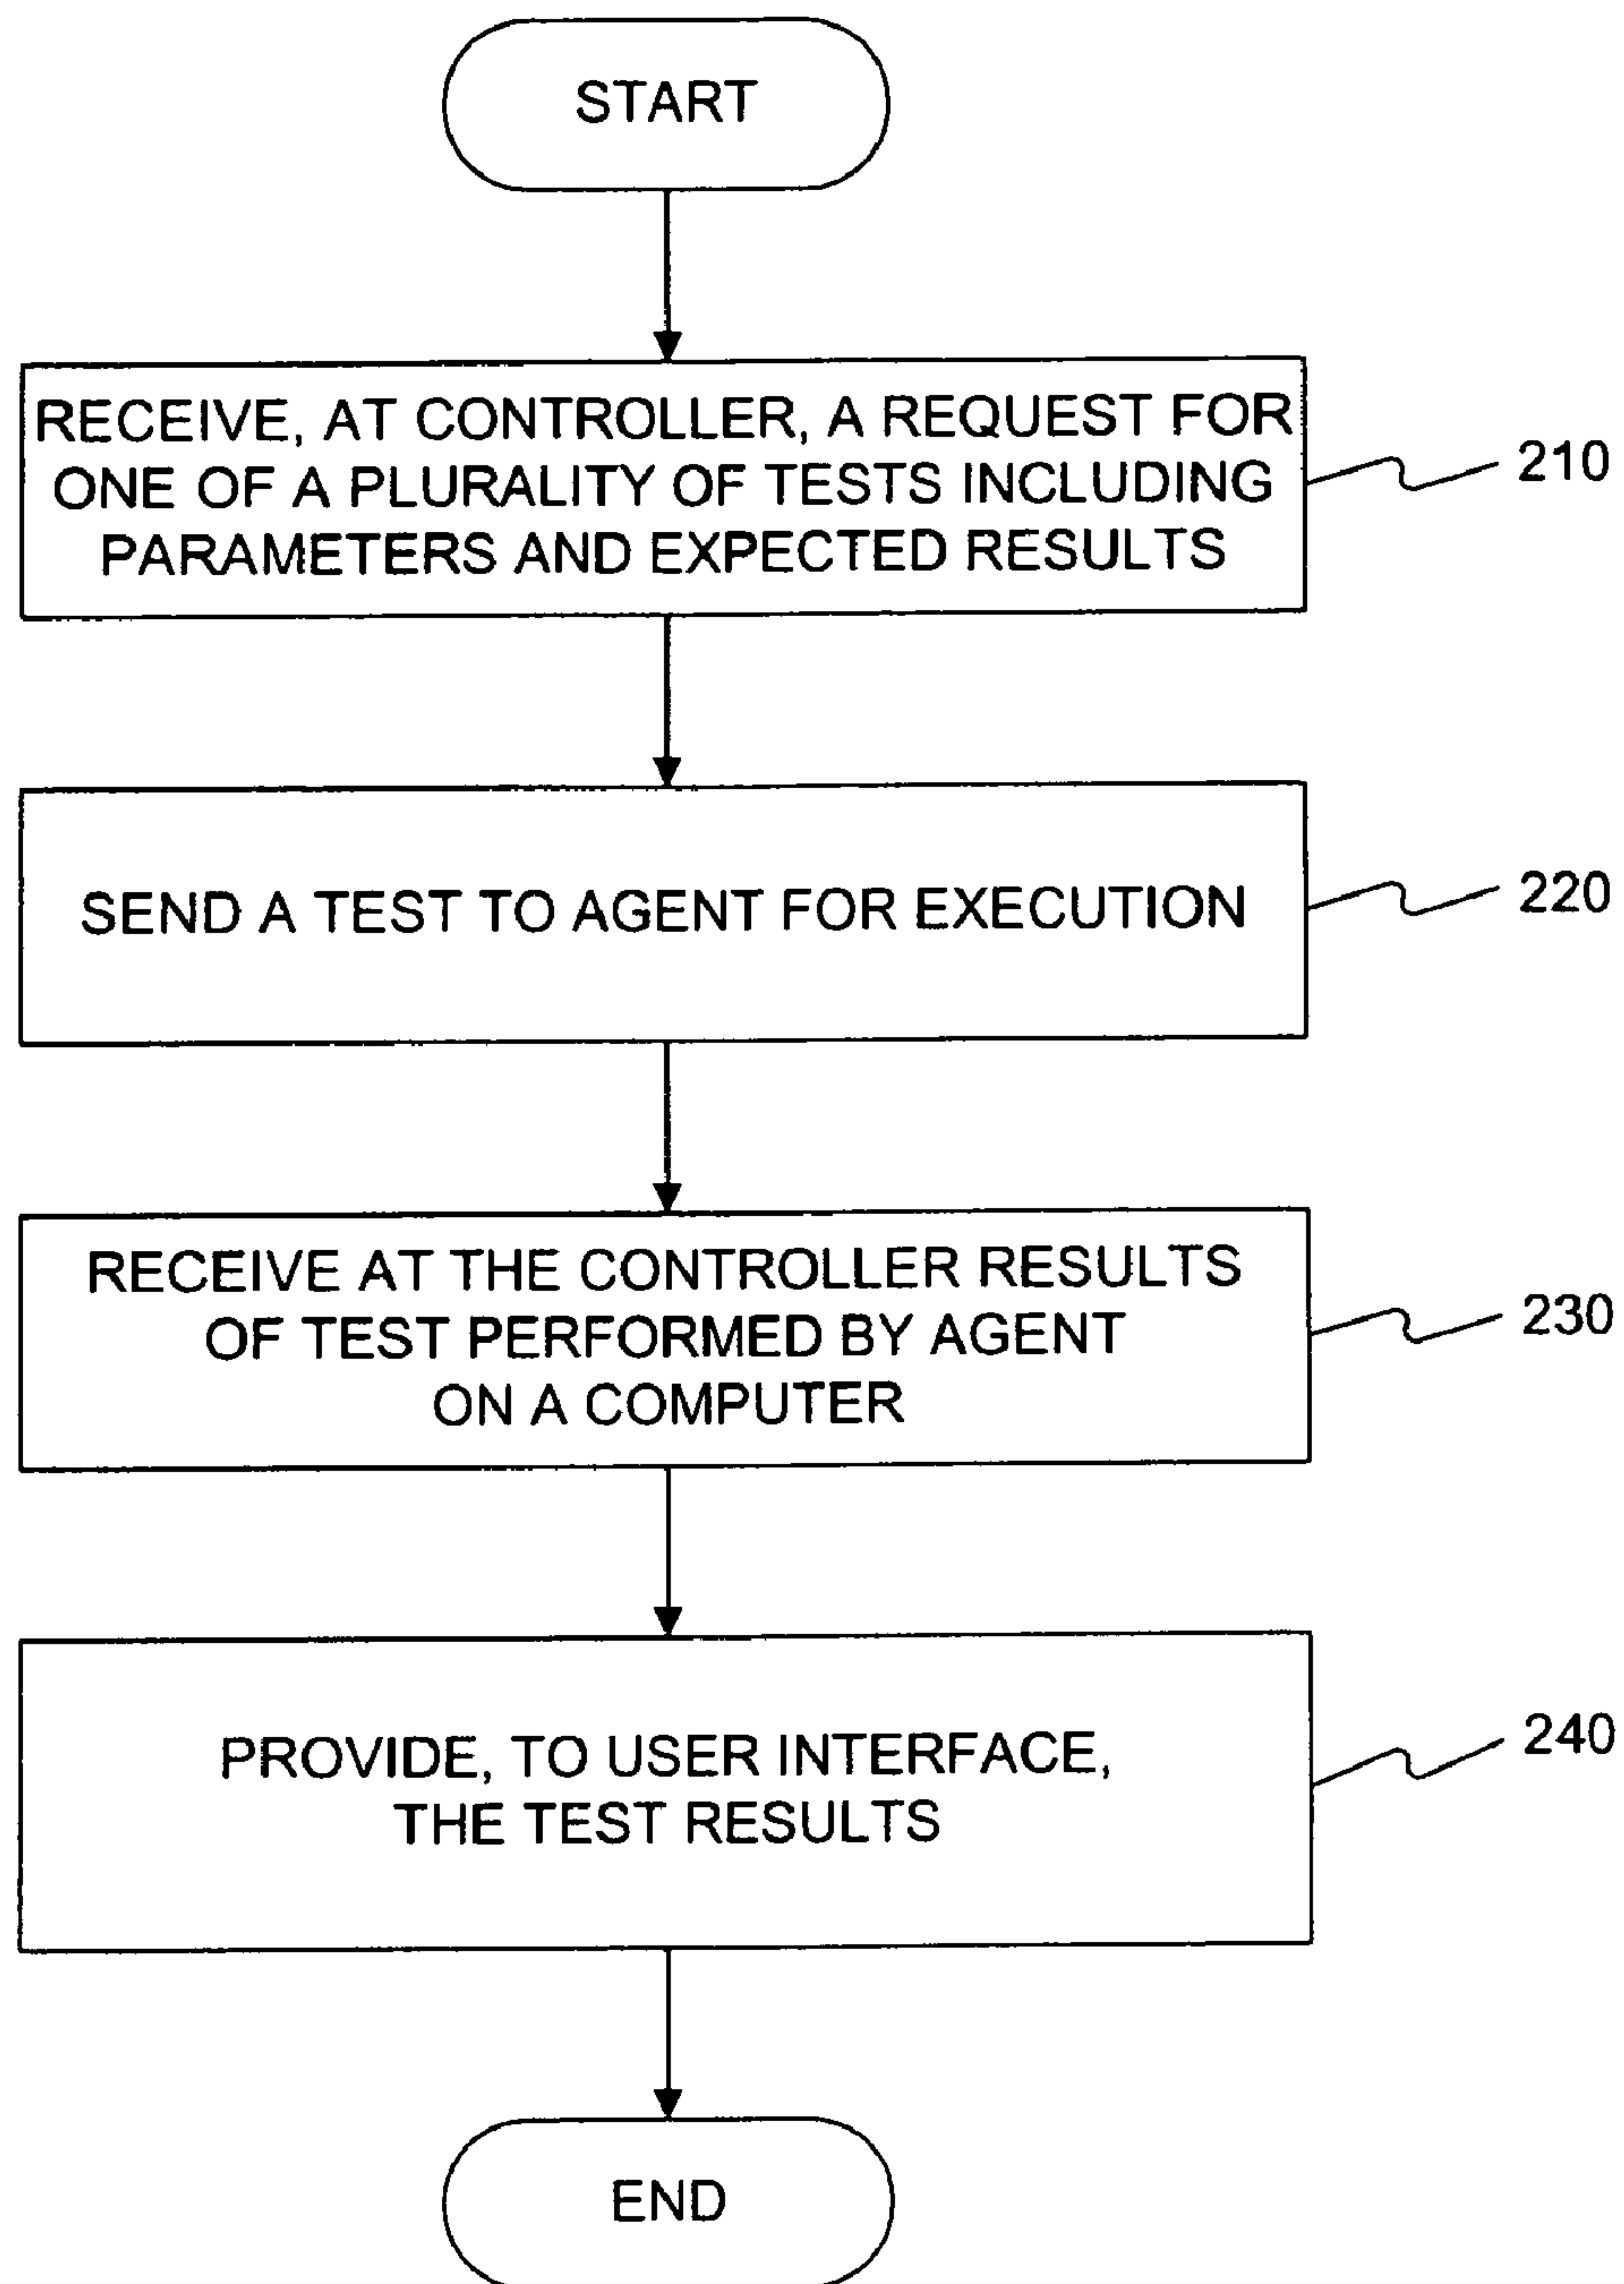 START
RECEIVE, AT CONTROLLER, A REQUEST FOR
ONE OF A PLURALITY OF TESTS INCLUDING
PARAMETERS AND EXPECTED RESULTS
210
SEND A TEST TO AGENT FOR EXECUTION
220
RECEIVE AT THE CONTROLLER RESULTS
OF TEST PERFORMED BY AGENT
ON A COMPUTER
230
PROVIDE, TO USER INTERFACE,
THE TEST RESULTS
240
END